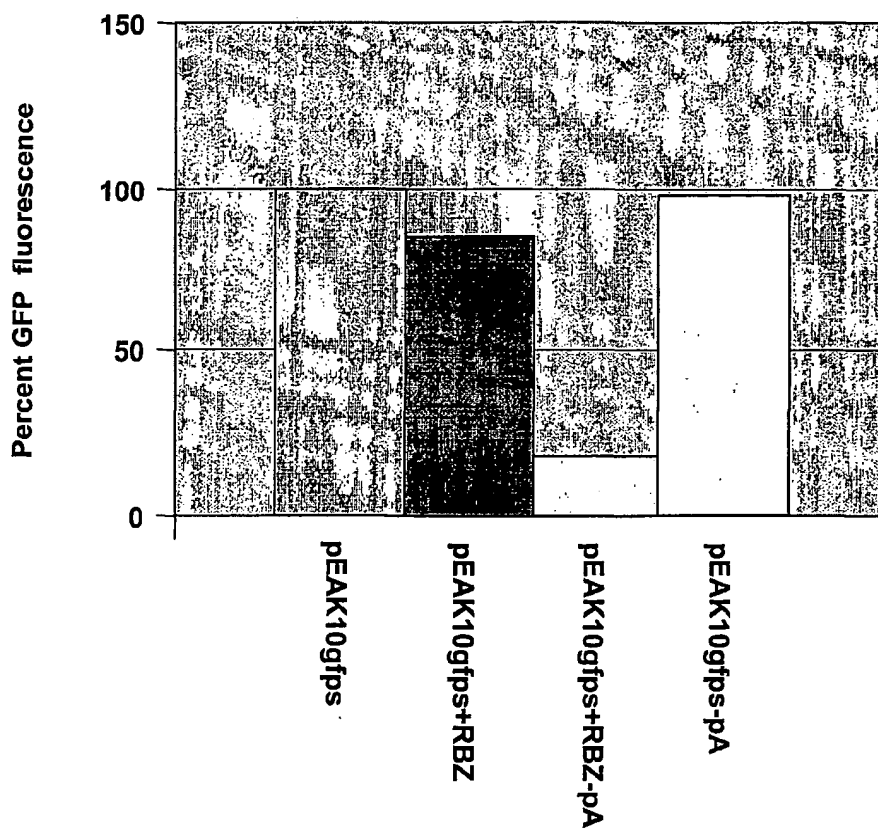 Percent GFP fluorescence
150
100
50
0
pEAK10gfps
pEAK10gfps+RBZ
pEAK10gfps+RBZ-pA
pEAK10gfps-pA